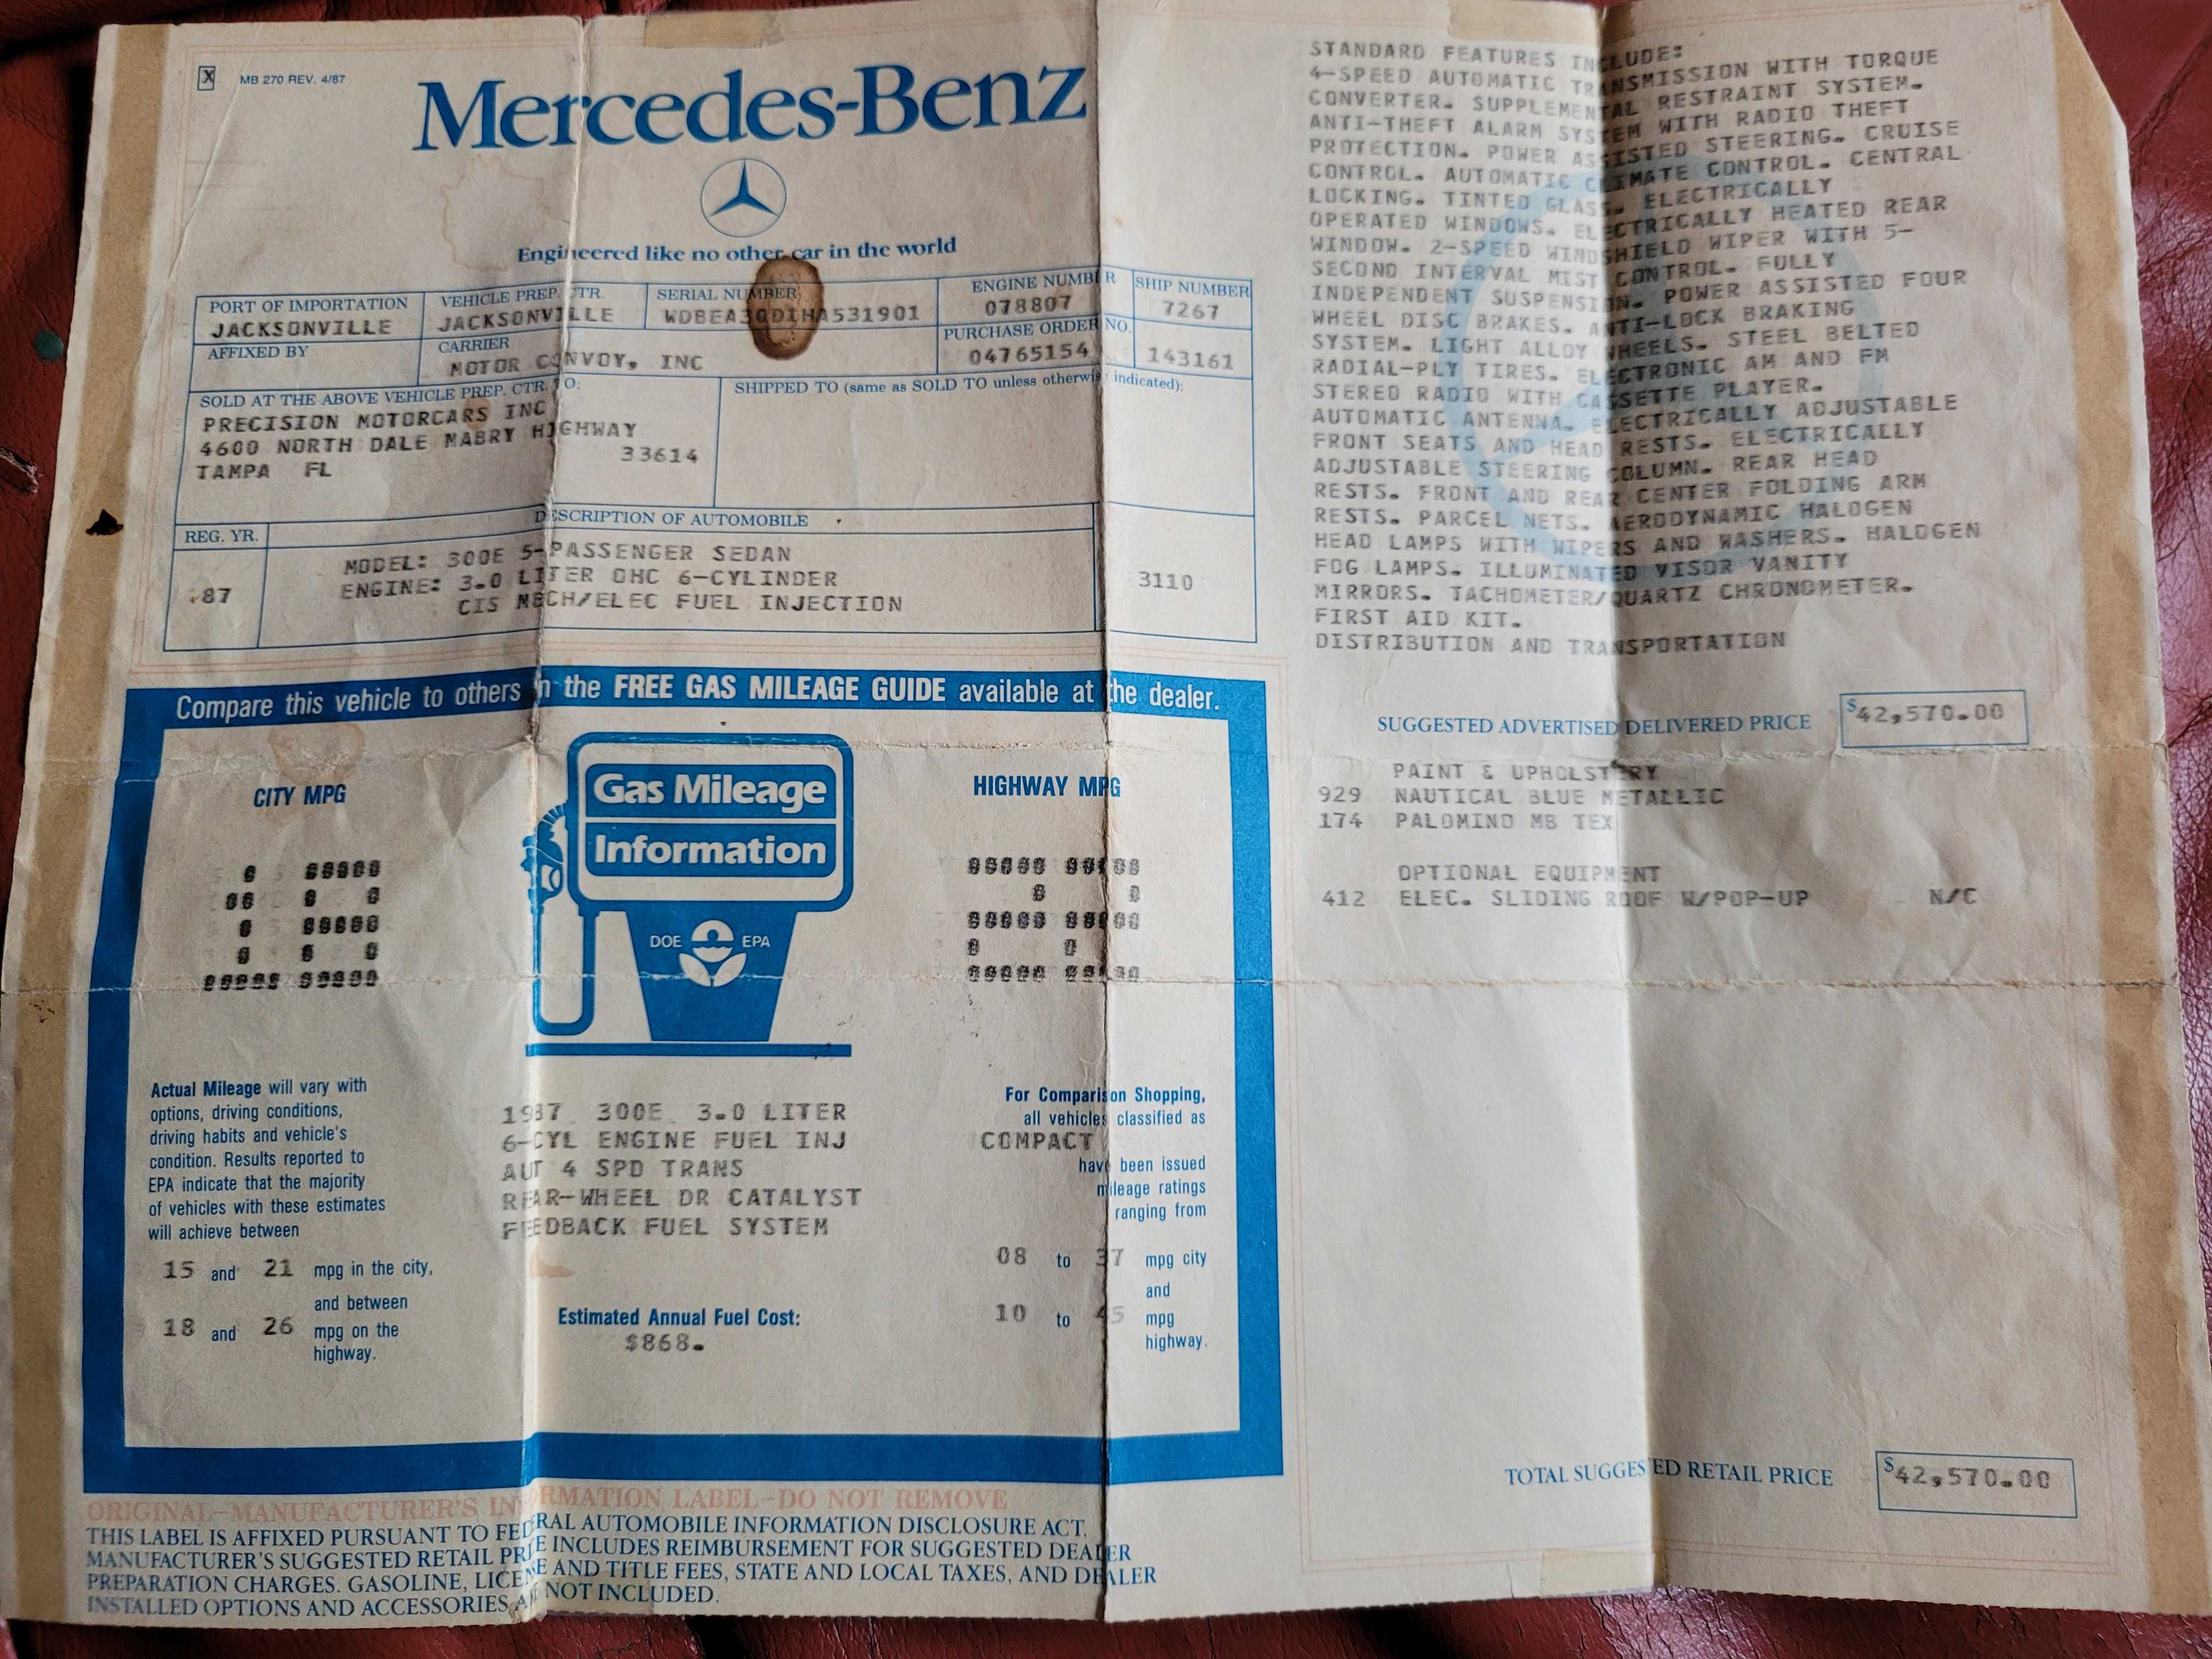 X MB 270 REV. 4/87
Mercedes-Benz
Engineered like no other car in the world
PORT OF IMPORTATION
JACKSONVILLE
VEHICLE PREP. CTR.
JACKSONVILLE
SERIAL NUMBER
WDBEA30D1HA531901
ENGINE NUMBER
078807
SHIP NUMBER
7267
AFFIXED BY
CARRIER
MOTOR CONVOY, INC
PURCHASE ORDER NO.
04765154
143161
SOLD AT THE ABOVE VEHICLE PREP. CTR. TO:
PRECISION MOTORCARS INC
4600 NORTH DALE MABRY HIGHWAY
33614
TAMPA FL
SHIPPED TO (same as SOLD TO unless otherwise indicated):
REG. YR.
87
DESCRIPTION OF AUTOMOBILE
MODEL: 300E 5-PASSENGER SEDAN
ENGINE: 3.0 LITER OHC 6-CYLINDER
CIS MECH/ELEC FUEL INJECTION
3110
Compare this vehicle to others in the FREE GAS MILEAGE GUIDE available at the dealer.
CITY MPG
18
Gas Mileage
Information
DOE EPA
HIGHWAY MPG
22
Actual Mileage will vary with
options, driving conditions,
driving habits and vehicle's
condition. Results reported to
EPA indicate that the majority
of vehicles with these estimates
will achieve between
15 and 21 mpg in the city,
and between
18 and 26 mpg on the
highway.
1987 300E 3.0 LITER
6-CYL ENGINE FUEL INJ
AUT 4 SPD TRANS
REAR-WHEEL DR CATALYST
FEEDBACK FUEL SYSTEM
Estimated Annual Fuel Cost:
$868.
For Comparison Shopping,
all vehicles classified as
COMPACT
have been issued
mileage ratings
ranging from
08 to 37 mpg city
and
10 to 45 mpg
highway.
ORIGINAL-MANUFACTURER'S INFORMATION LABEL-DO NOT REMOVE
THIS LABEL IS AFFIXED PURSUANT TO FEDERAL AUTOMOBILE INFORMATION DISCLOSURE ACT.
MANUFACTURER'S SUGGESTED RETAIL PRICE INCLUDES REIMBURSEMENT FOR SUGGESTED DEALER
PREPARATION CHARGES. GASOLINE, LICENSE AND TITLE FEES, STATE AND LOCAL TAXES, AND DEALER
INSTALLED OPTIONS AND ACCESSORIES ARE NOT INCLUDED.
STANDARD FEATURES INCLUDE:
4-SPEED AUTOMATIC TRANSMISSION WITH TORQUE
CONVERTER. SUPPLEMENTAL RESTRAINT SYSTEM.
ANTI-THEFT ALARM SYSTEM WITH RADIO THEFT
PROTECTION. POWER ASSISTED STEERING. CRUISE
CONTROL. AUTOMATIC CLIMATE CONTROL. CENTRAL
LOCKING. TINTED GLASS. ELECTRICALLY
OPERATED WINDOWS. ELECTRICALLY HEATED REAR
WINDOW. 2-SPEED WINDSHIELD WIPER WITH 5-
SECOND INTERVAL MIST CONTROL. FULLY
INDEPENDENT SUSPENSION. POWER ASSISTED FOUR
WHEEL DISC BRAKES. ANTI-LOCK BRAKING
SYSTEM. LIGHT ALLOY WHEELS. STEEL BELTED
RADIAL-PLY TIRES. ELECTRONIC AM AND FM
STEREO RADIO WITH CASSETTE PLAYER.
AUTOMATIC ANTENNA. ELECTRICALLY ADJUSTABLE
FRONT SEATS AND HEAD RESTS. ELECTRICALLY
ADJUSTABLE STEERING COLUMN. REAR HEAD
RESTS. FRONT AND REAR CENTER FOLDING ARM
RESTS. PARCEL NETS. AERODYNAMIC HALOGEN
HEAD LAMPS WITH WIPERS AND WASHERS. HALOGEN
FOG LAMPS. ILLUMINATED VISOR VANITY
MIRRORS. TACHOMETER/QUARTZ CHRONOMETER.
FIRST AID KIT.
DISTRIBUTION AND TRANSPORTATION
SUGGESTED ADVERTISED DELIVERED PRICE $42,570.00
PAINT & UPHOLSTERY
929 NAUTICAL BLUE METALLIC
174 PALOMINO MB TEX
OPTIONAL EQUIPMENT
412 ELEC. SLIDING ROOF W/POP-UP N/C
TOTAL SUGGESTED RETAIL PRICE $42,570.00